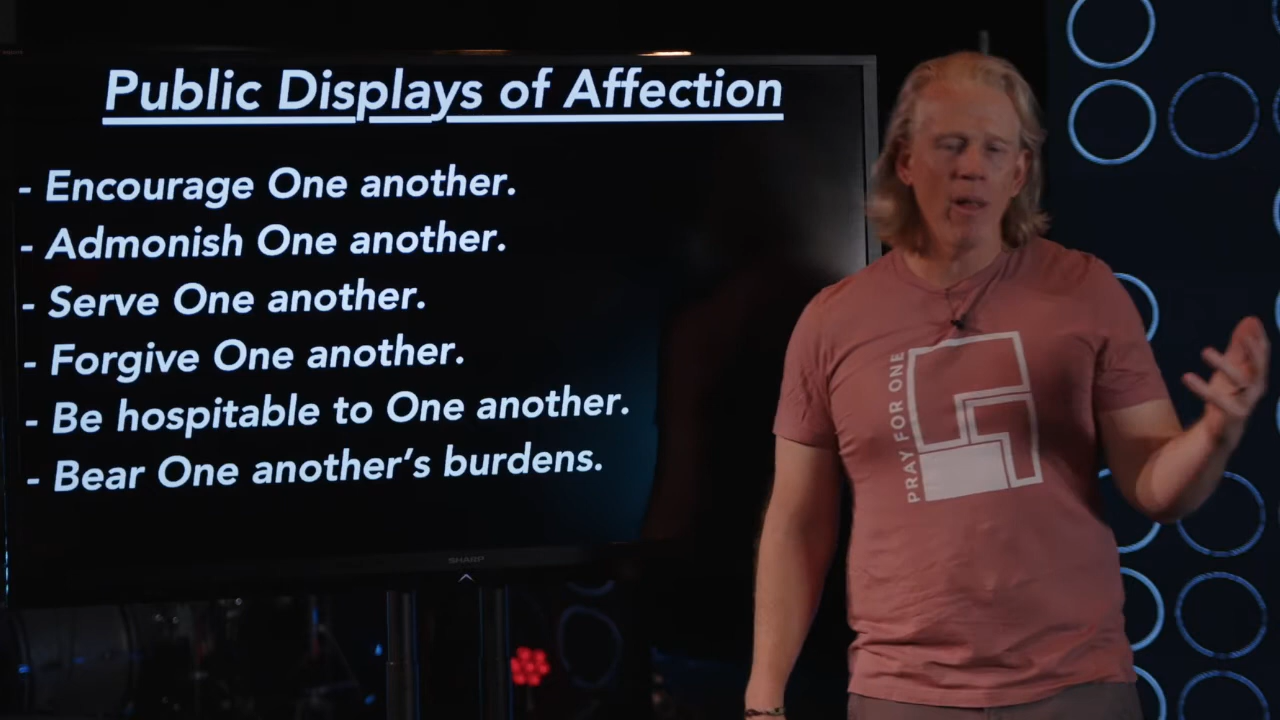 Public Displays of Affection
- Encourage One another.
- Admonish One another.
- Serve One another.
- Forgive One another.
- Be hospitable to One another.
- Bear One another's burdens.
SHARP
PRAY FOR ONE